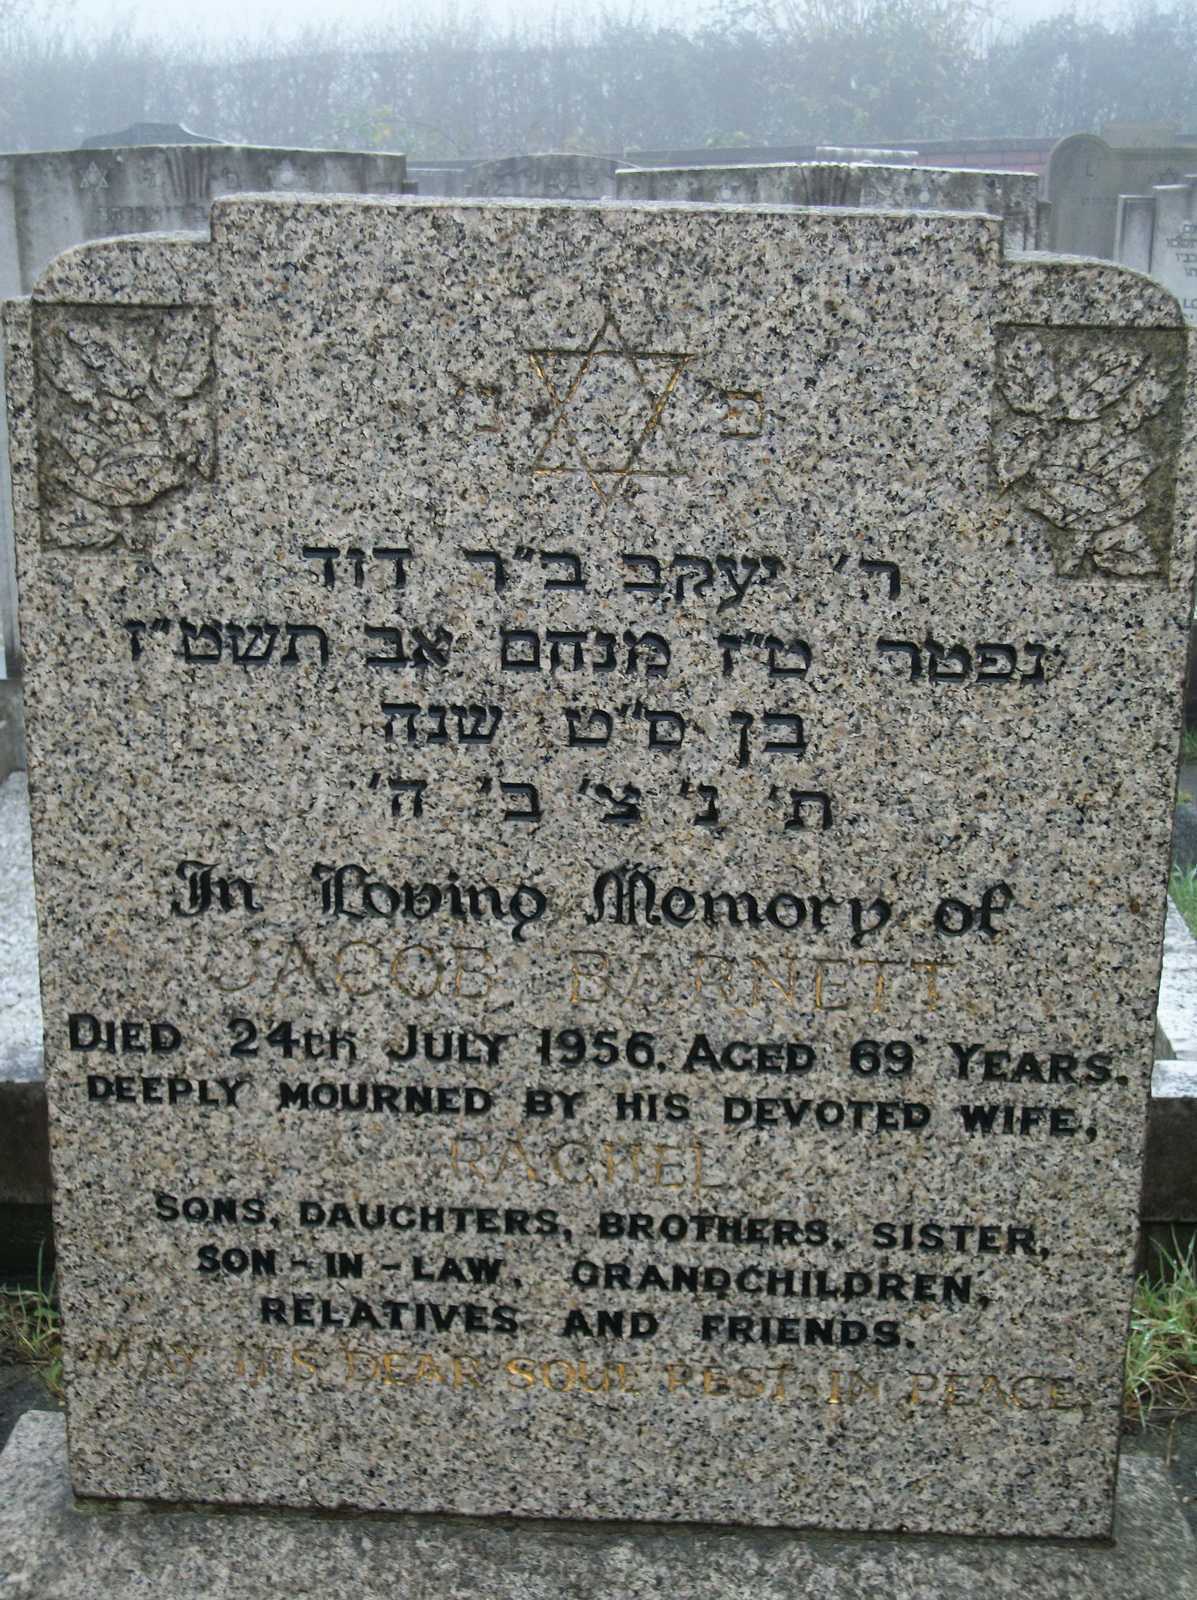 פ' נ'
ר' יעקב ב"ר דוד
נפטר ט"ז מנהם אב תשט"ז
בן ס"ט שנה
ת' נ' צ' ב' ה'
In Loving Memory of
JACOB BARNETT
DIED 24th JULY 1956, AGED 69 YEARS.
DEEPLY MOURNED BY HIS DEVOTED WIFE,
RACHEL
SONS, DAUGHTERS, BROTHERS, SISTER,
SON-IN-LAW, GRANDCHILDREN,
RELATIVES AND FRIENDS.
MAY HIS DEAR SOUL REST IN PEACE